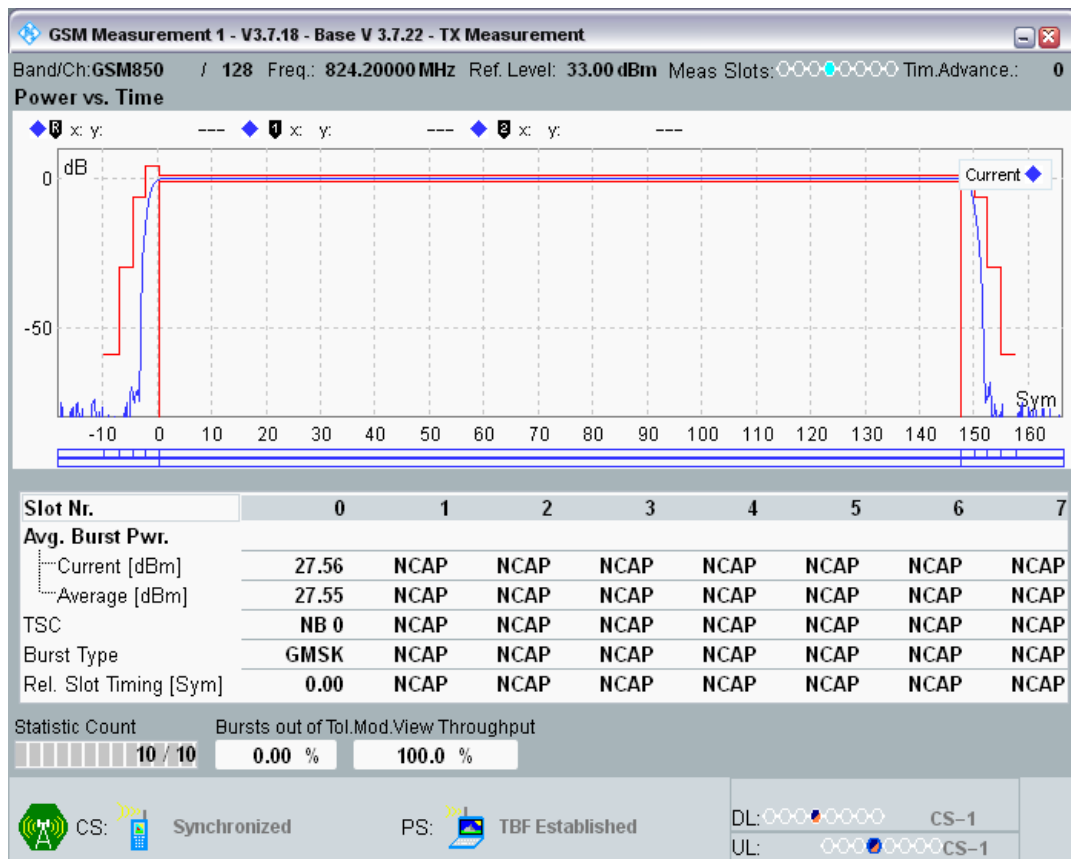 GSM Measurement 1 - V3.7.18 - Base V 3.7.22 - TX Measurement
Band/Ch:GSM850 / 128 Freq.: 824.20000 MHz Ref. Level: 33.00 dBm Meas Slots: Tim.Advance.: 0
Power vs. Time
R x: y: --- 1 x: y: --- 2 x: y: ---
dB
0
Current
-50
Sym
-10 0 10 20 30 40 50 60 70 80 90 100 110 120 130 140 150 160
Slot Nr. 0 1 2 3 4 5 6 7
Avg. Burst Pwr.
Current [dBm] 27.56 NCAP NCAP NCAP NCAP NCAP NCAP NCAP
Average [dBm] 27.55 NCAP NCAP NCAP NCAP NCAP NCAP NCAP
TSC NB 0 NCAP NCAP NCAP NCAP NCAP NCAP NCAP
Burst Type GMSK NCAP NCAP NCAP NCAP NCAP NCAP NCAP
Rel. Slot Timing [Sym] 0.00 NCAP NCAP NCAP NCAP NCAP NCAP NCAP
Statistic Count Bursts out of Tol.Mod.View Throughput
10 / 10 0.00 % 100.0 %
CS: Synchronized PS: TBF Established DL: CS-1
UL: CS-1